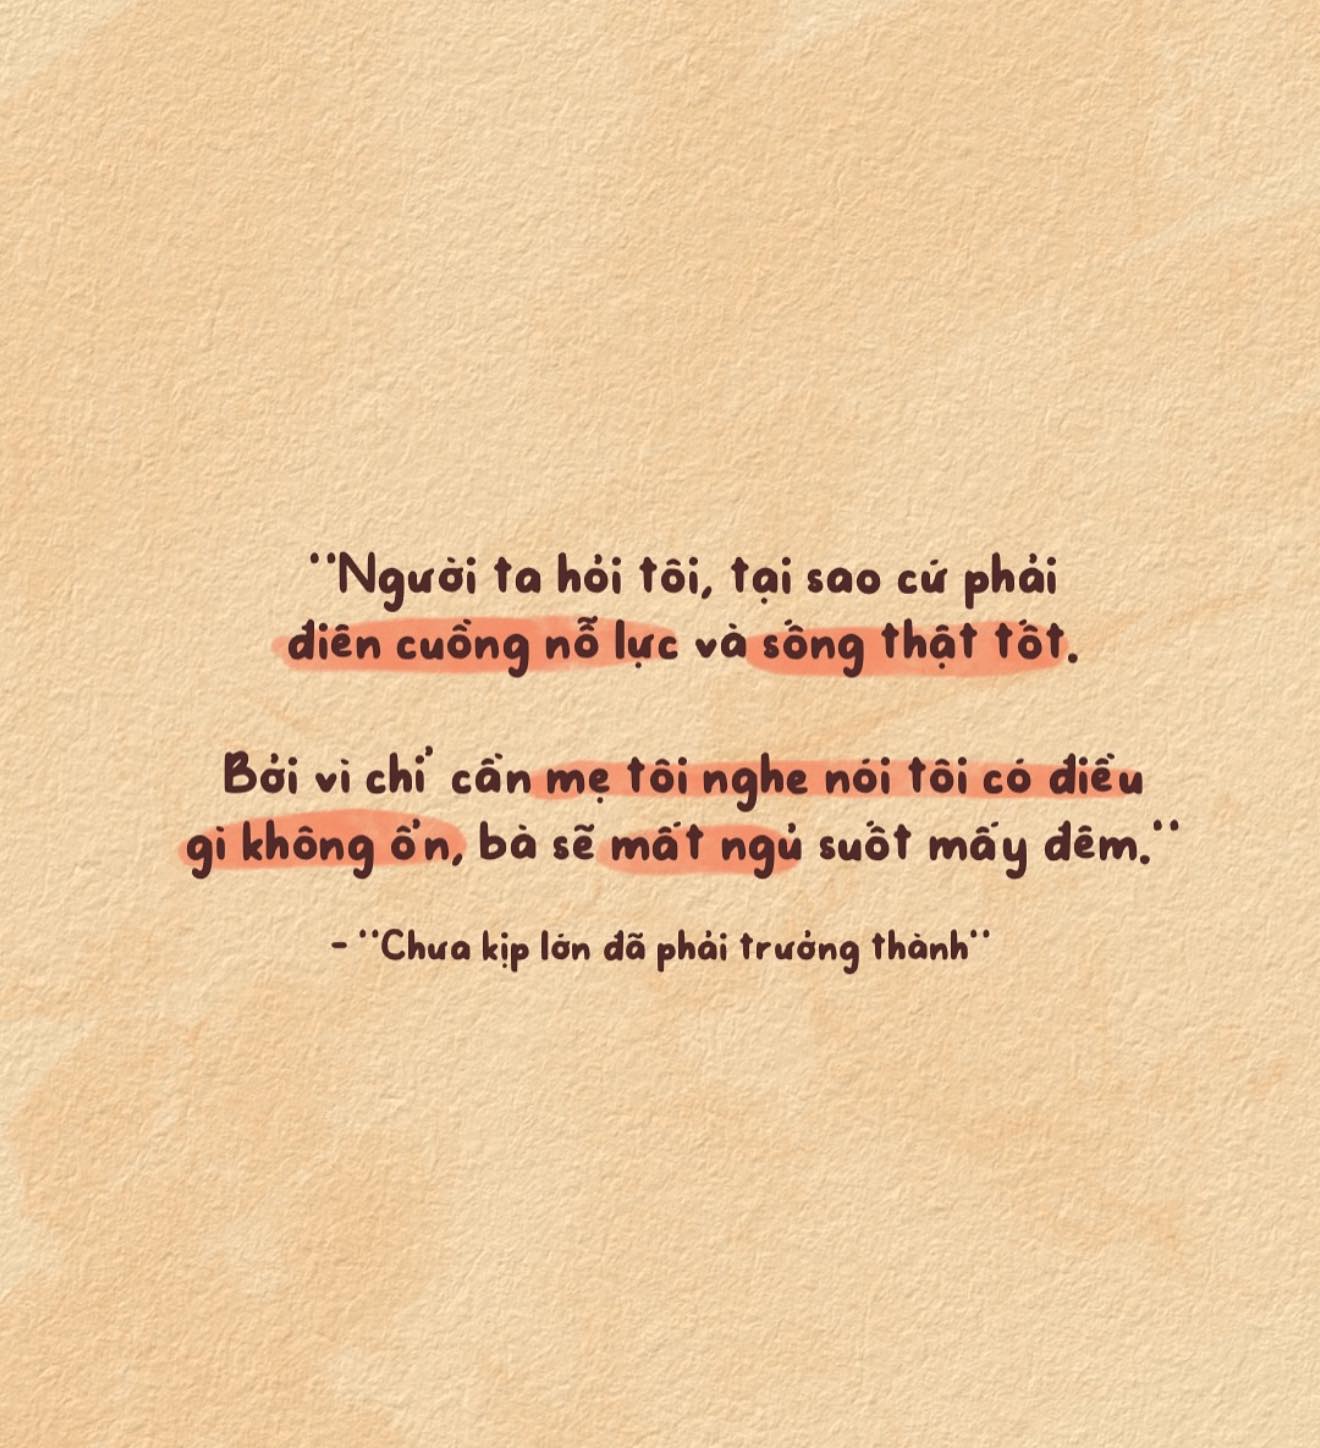 "Người ta hỏi tôi, tại sao cứ phải
điên cuồng nỗ lực và sống thật tốt.
Bởi vì chỉ cần mẹ tôi nghe nói tôi có điều
gì không ổn, bà sẽ mất ngủ suốt mấy đêm."
- "Chưa kịp lớn đã phải trưởng thành"